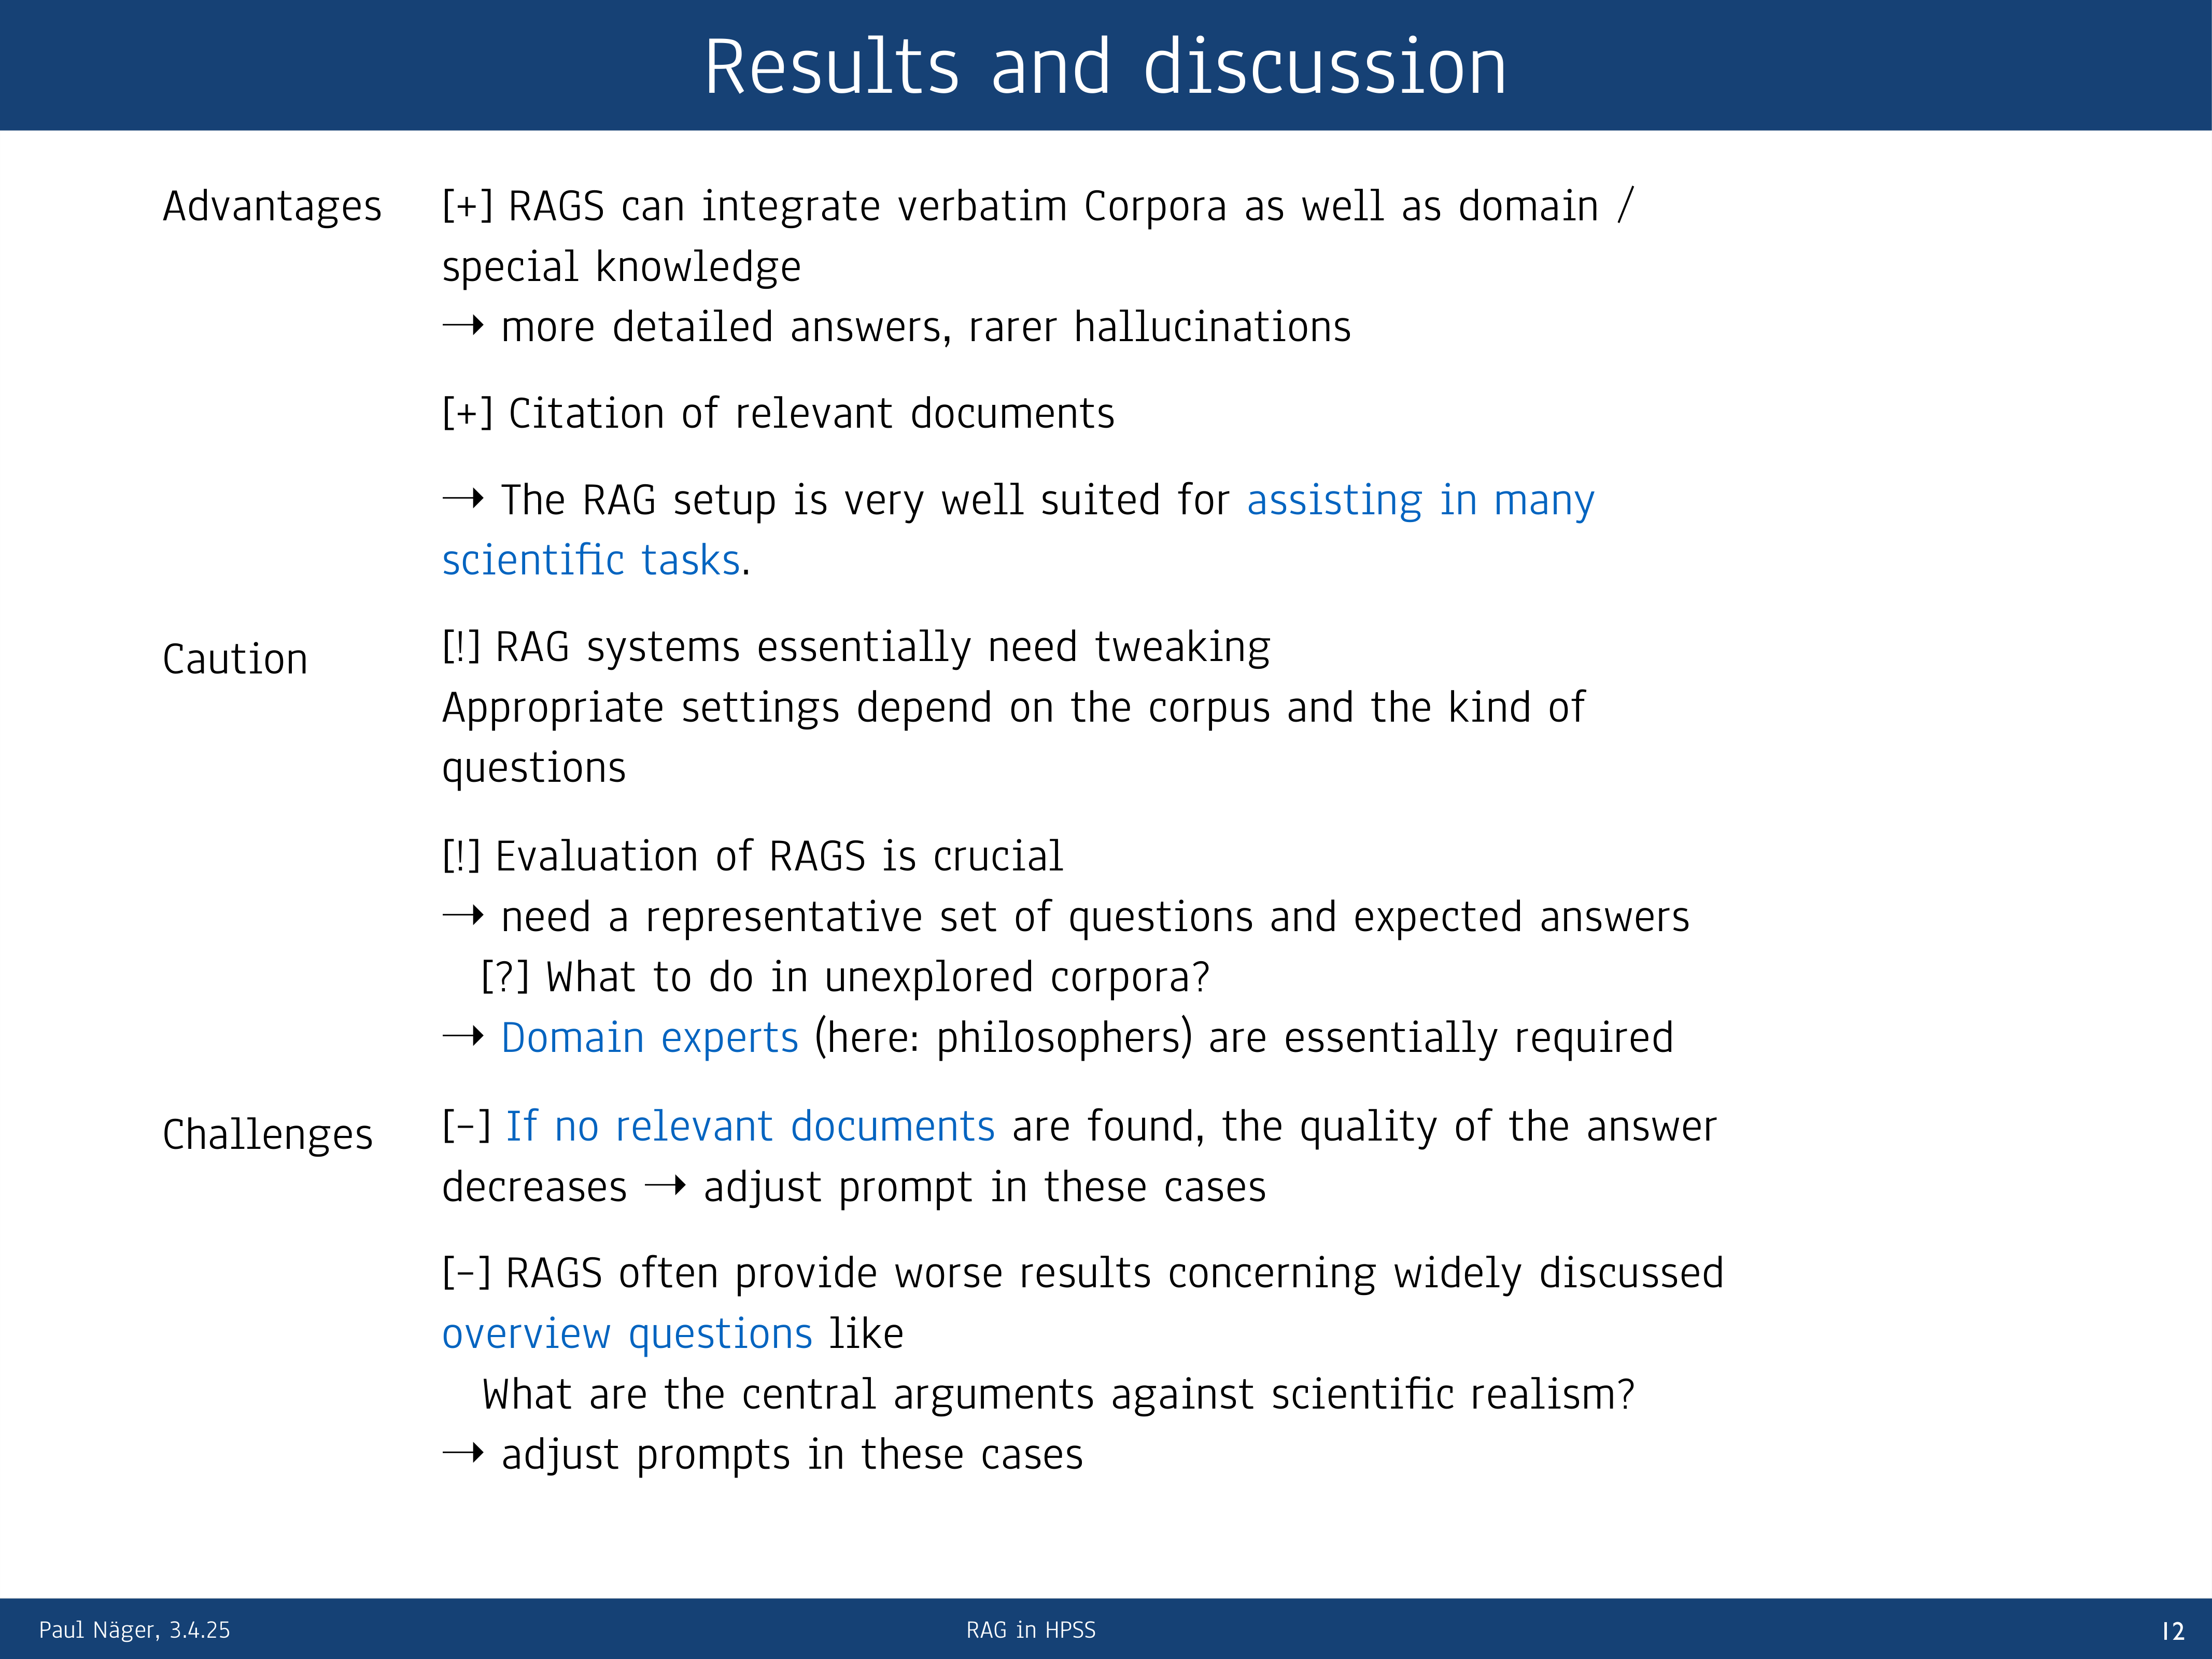 Results and discussion
Advantages
[+] RAGS can integrate verbatim Corpora as well as domain /
special knowledge
→ more detailed answers, rarer hallucinations
[+] Citation of relevant documents
→ The RAG setup is very well suited for assisting in many
scientific tasks.
Caution
[!] RAG systems essentially need tweaking
Appropriate settings depend on the corpus and the kind of
questions
[!] Evaluation of RAGS is crucial
→ need a representative set of questions and expected answers
[?] What to do in unexplored corpora?
→ Domain experts (here: philosophers) are essentially required
Challenges
[–] If no relevant documents are found, the quality of the answer
decreases → adjust prompt in these cases
[–] RAGS often provide worse results concerning widely discussed
overview questions like
What are the central arguments against scientific realism?
→ adjust prompts in these cases
Paul Näger, 3.4.25
RAG in HPSS
12